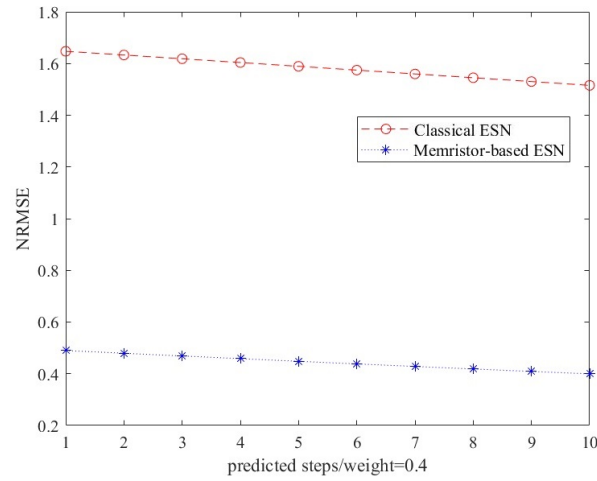 1.8
1.6
1.4
1.2
1
0.8
0.6
0.4
0.2
NRMSE
Classical ESN
Memristor-based ESN
1 2 3 4 5 6 7 8 9 10
predicted steps/weight=0.4